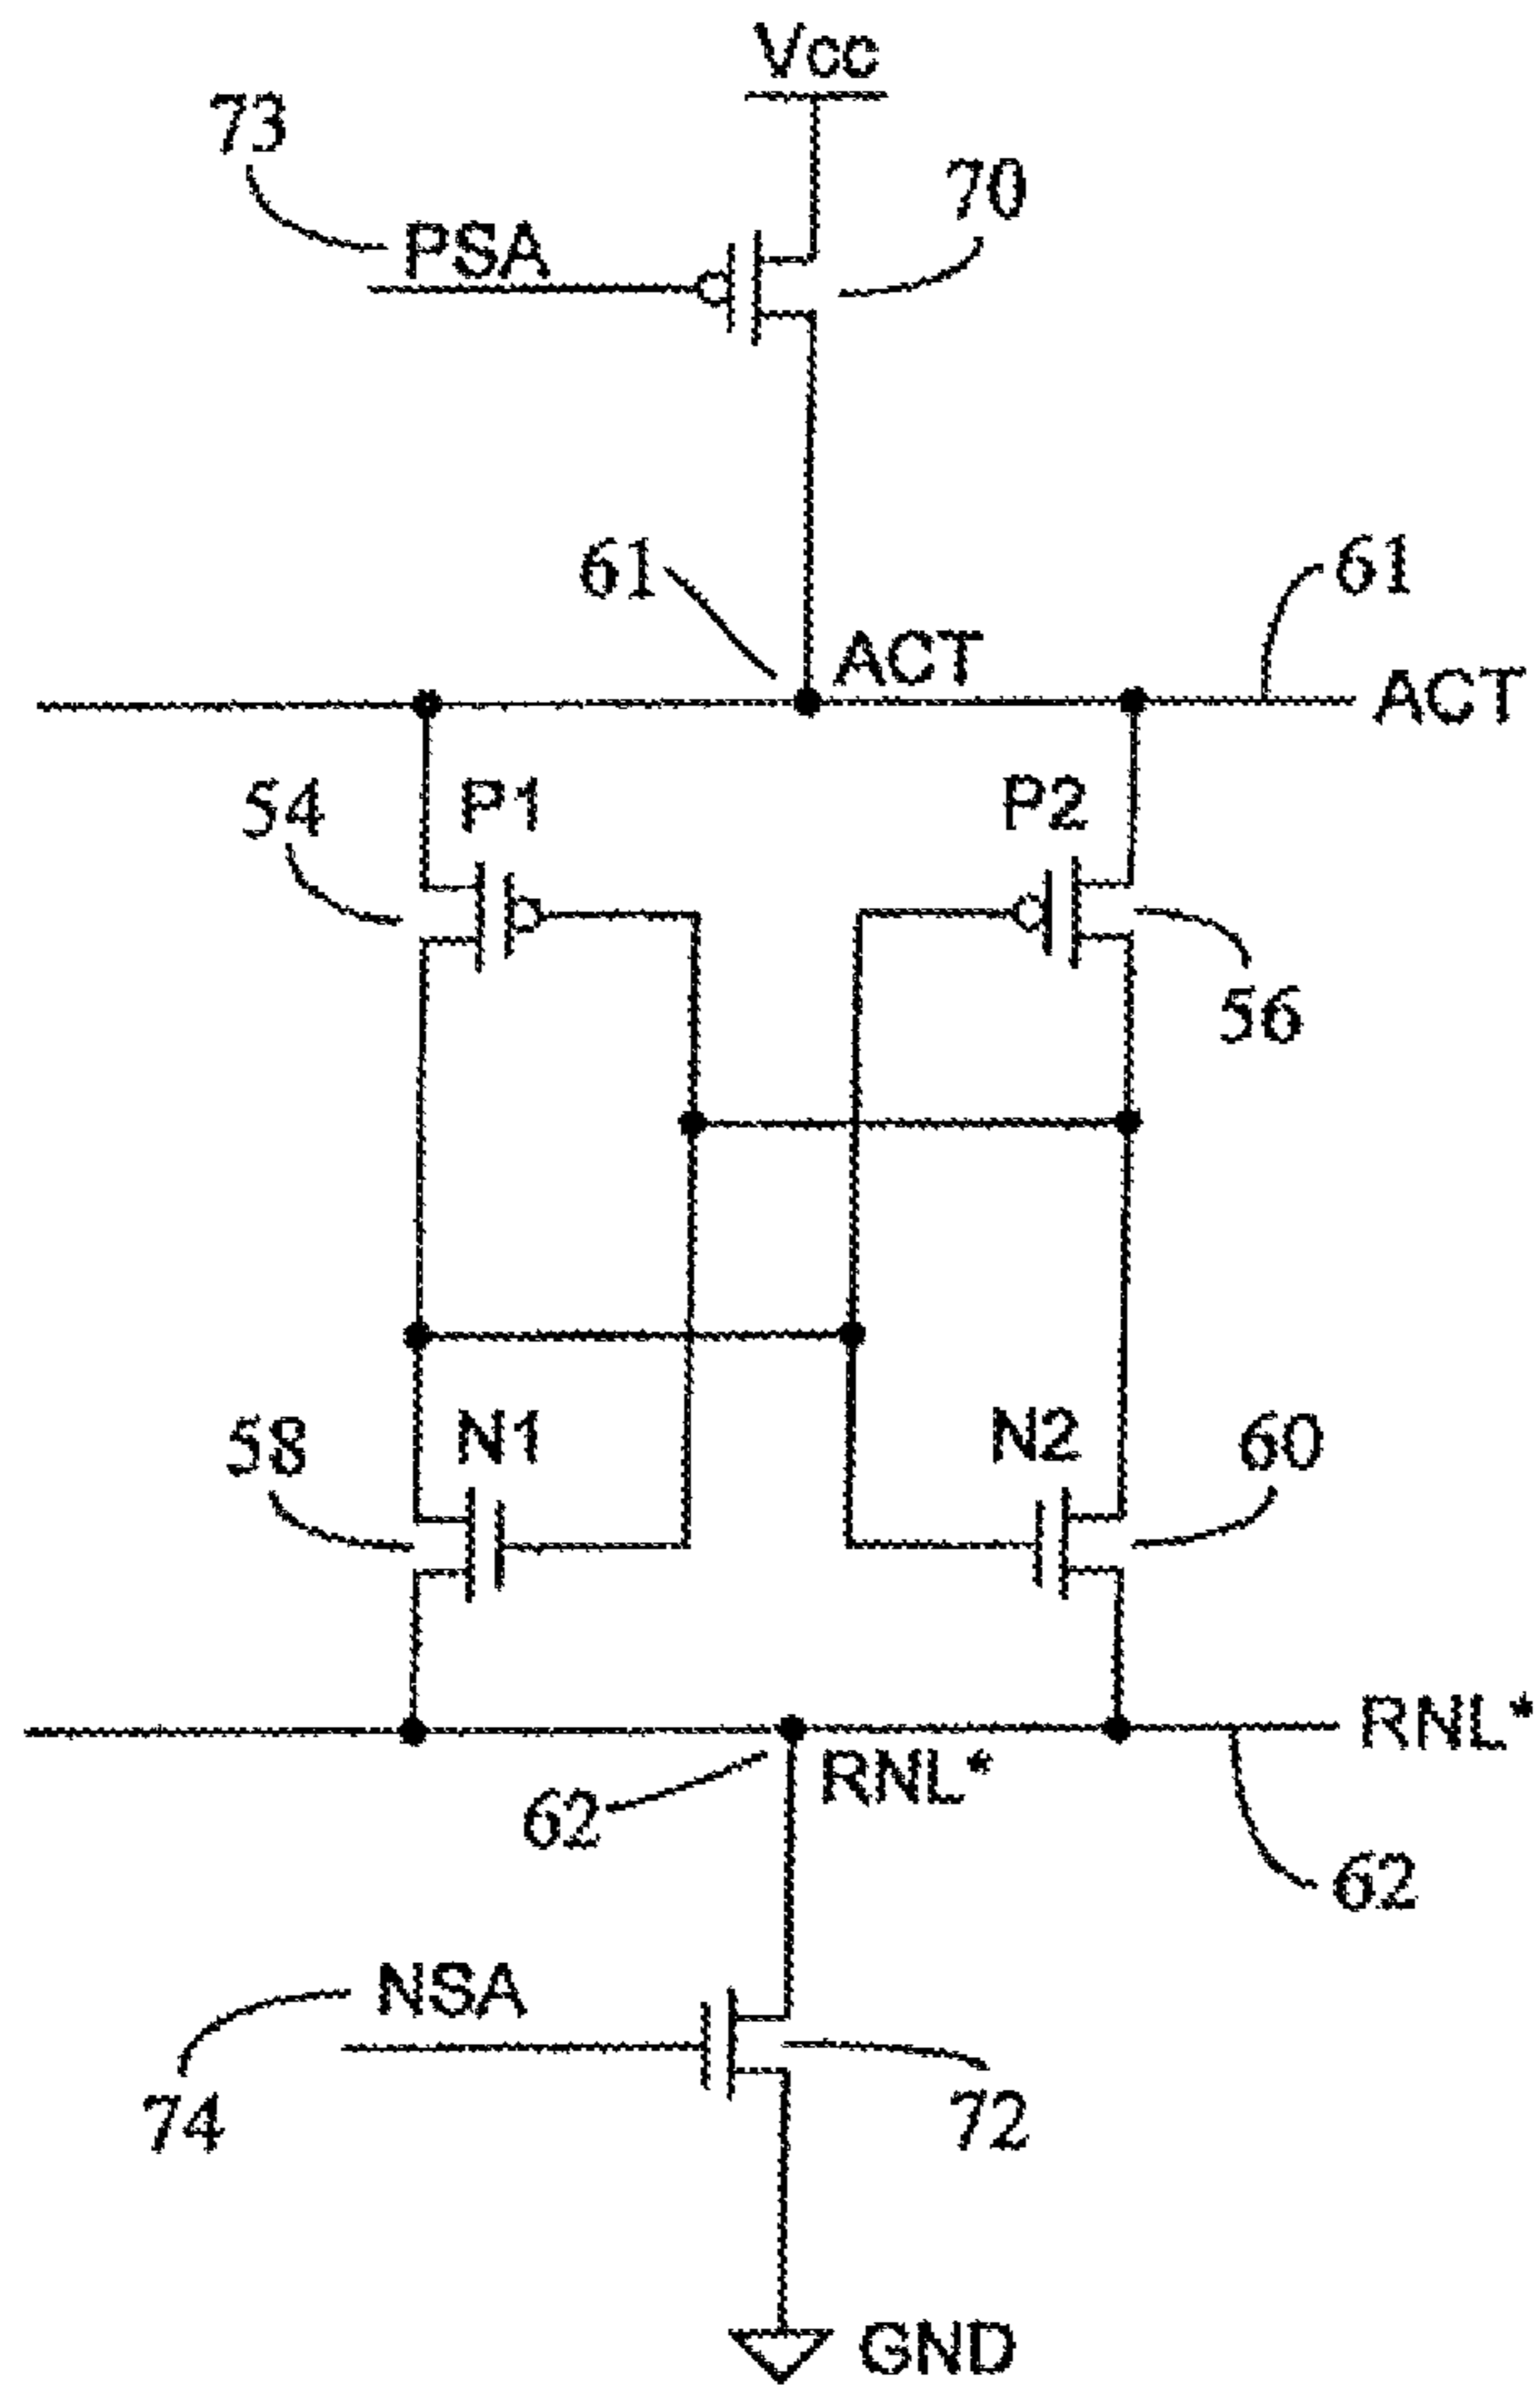 Vcc
73
70
PSA
61
61
ACT
ACT
54
P1
P2
56
58
N1
N2
60
RNL*
RNL*
62
62
NSA
74
72
GND